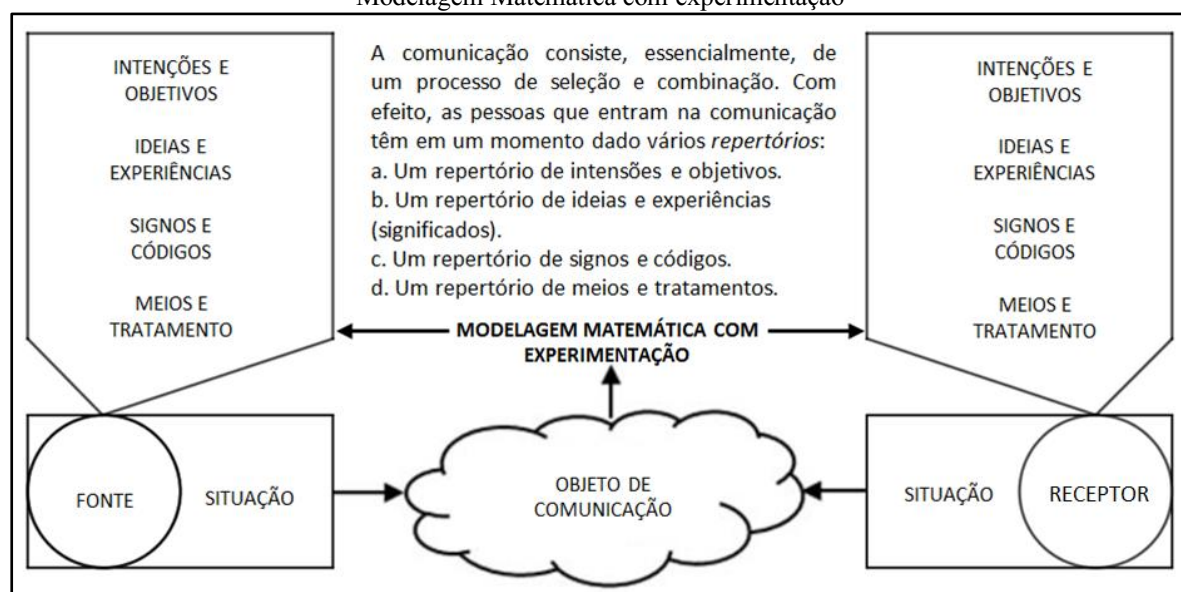 Modelagem Matemática com experimentação
INTENÇÕES E
OBJETIVOS
IDEIAS E
EXPERIÊNCIAS
SIGNOS E
CÓDIGOS
MEIOS E
TRATAMENTO
A comunicação consiste, essencialmente, de
um processo de seleção e combinação. Com
efeito, as pessoas que entram na comunicação
têm em um momento dado vários repertórios:
a. Um repertório de intensões e objetivos.
b. Um repertório de ideias e experiências
(significados).
c. Um repertório de signos e códigos.
d. Um repertório de meios e tratamentos.
INTENÇÕES E
OBJETIVOS
IDEIAS E
EXPERIÊNCIAS
SIGNOS E
CÓDIGOS
MEIOS E
TRATAMENTO
MODELAGEM MATEMÁTICA COM
EXPERIMENTAÇÃO
FONTE
SITUAÇÃO
OBJETO DE
COMUNICAÇÃO
SITUAÇÃO
RECEPTOR